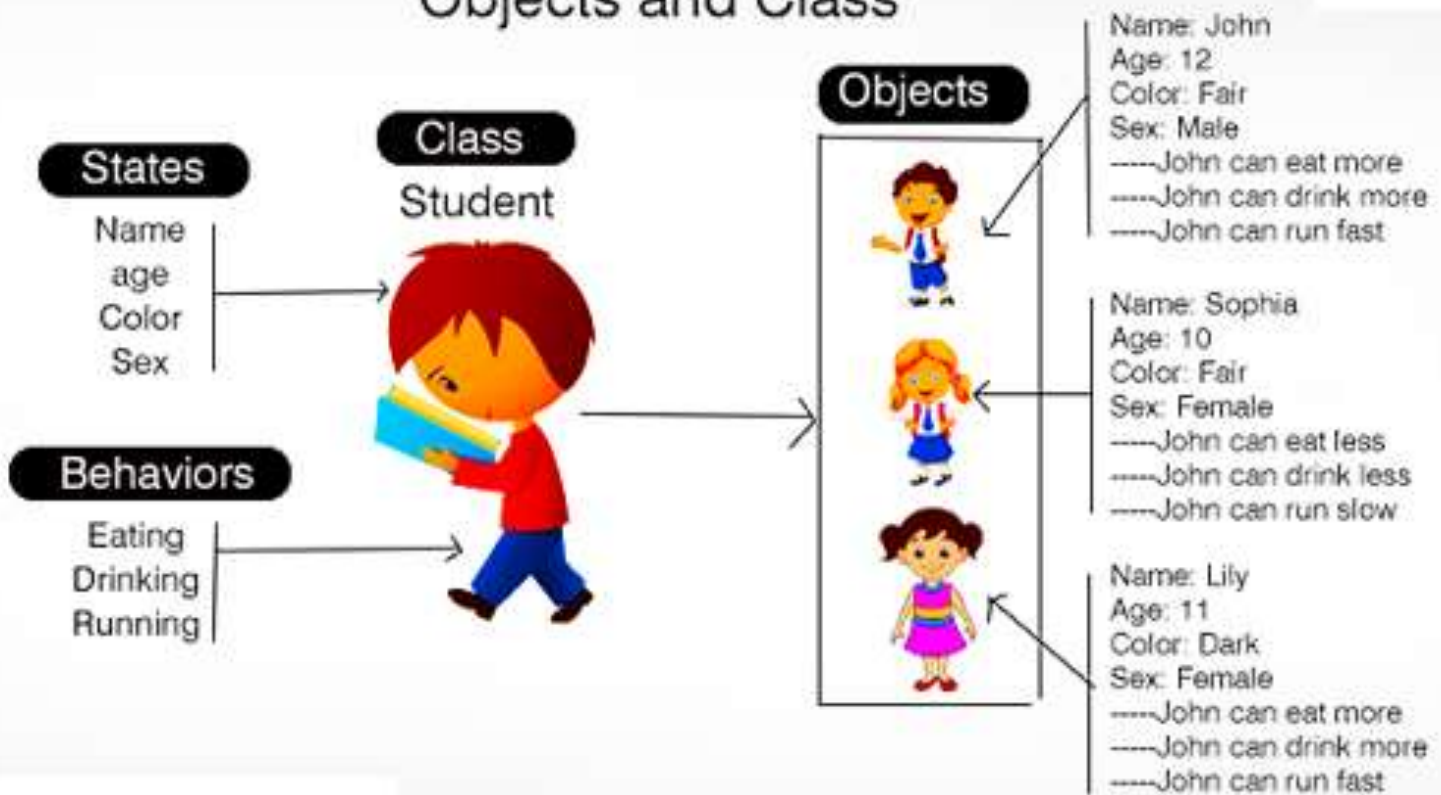 Objects and Class
States
Name
age
Color
Sex
Behaviors
Eating
Drinking
Running
Class
Student
Objects
Name: John
Age: 12
Color: Fair
Sex: Male
-----John can eat more
-----John can drink more
-----John can run fast
Name: Sophia
Age: 10
Color: Fair
Sex: Female
-----John can eat less
-----John can drink less
-----John can run slow
Name: Lily
Age: 11
Color: Dark
Sex: Female
-----John can eat more
-----John can drink more
-----John can run fast